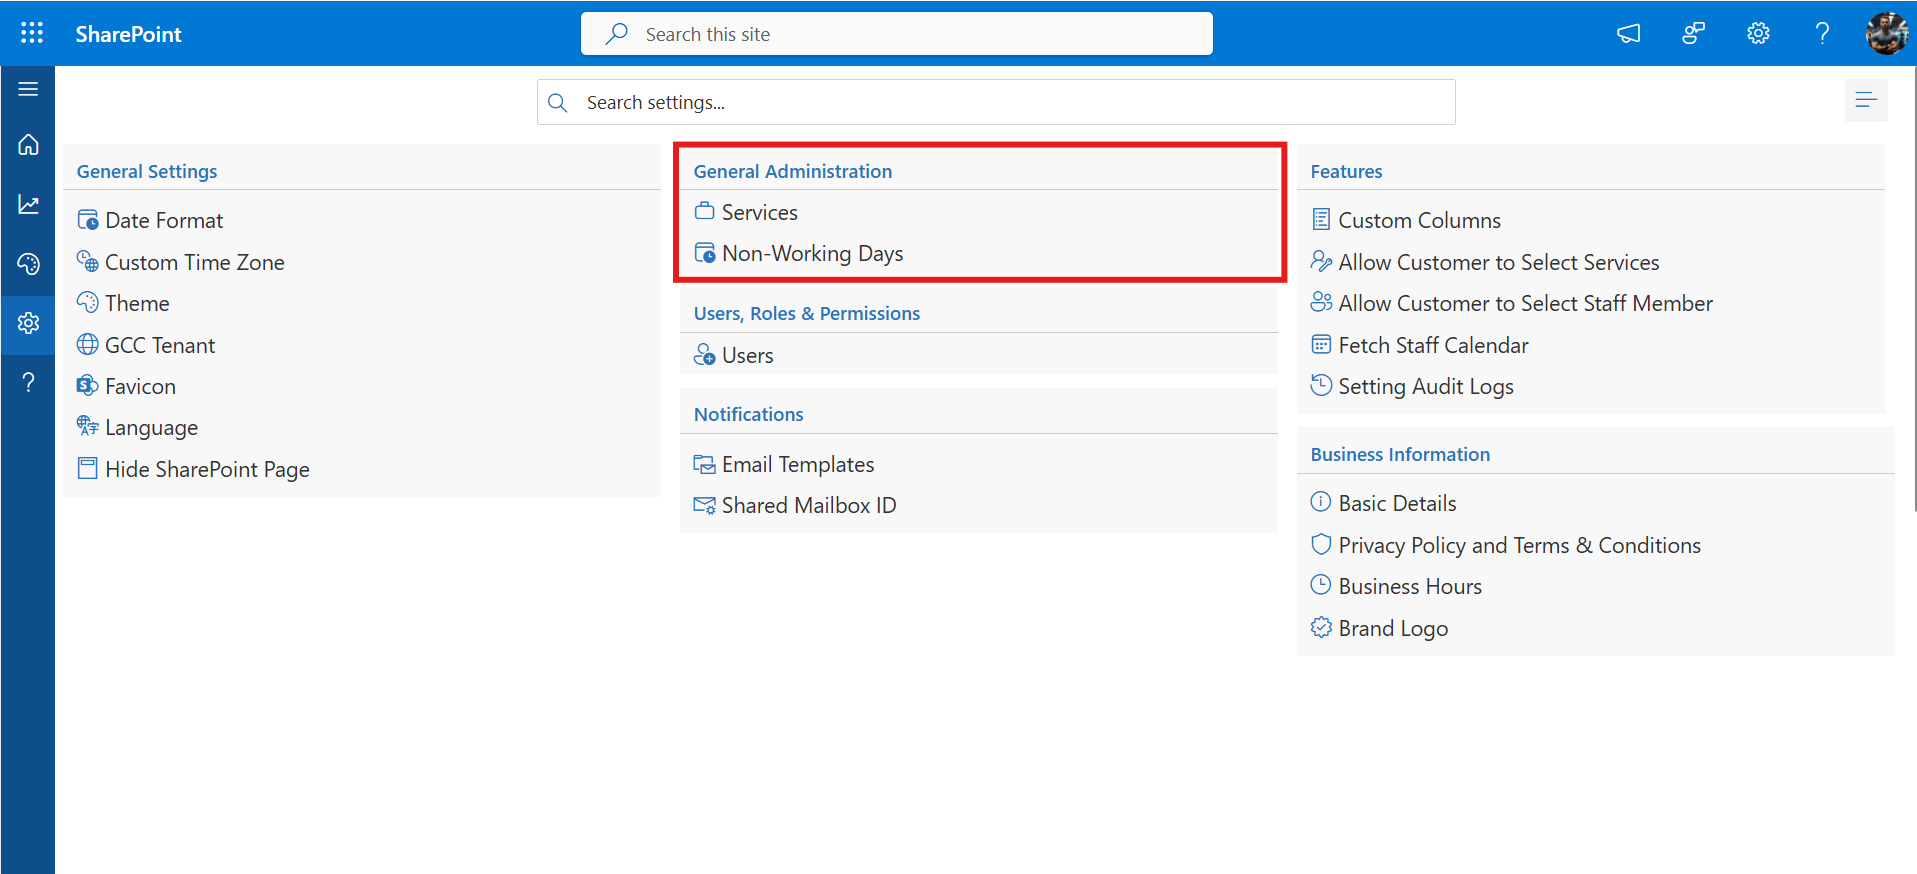 SharePoint
Search this site
Search settings...
General Settings
Date Format
Custom Time Zone
Theme
GCC Tenant
Favicon
Language
Hide SharePoint Page
General Administration
Services
Non-Working Days
Users, Roles & Permissions
Users
Notifications
Email Templates
Shared Mailbox ID
Features
Custom Columns
Allow Customer to Select Services
Allow Customer to Select Staff Member
Fetch Staff Calendar
Setting Audit Logs
Business Information
Basic Details
Privacy Policy and Terms & Conditions
Business Hours
Brand Logo